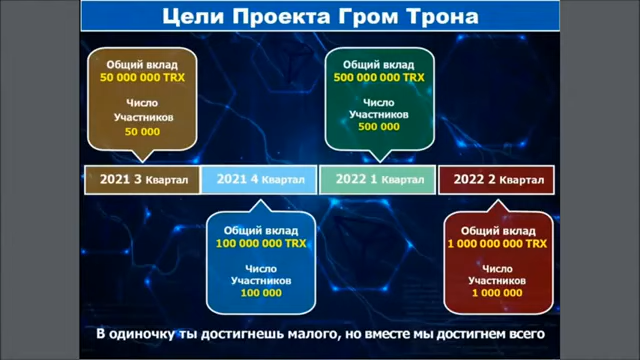 Цели Проекта Гром Трона
Общий вклад
50 000 000 TRX
Число
Участников
50 000
Общий вклад
500 000 000 TRX
Число
Участников
500 000
2021 3 Квартал
2021 4 Квартал
2022 1 Квартал
2022 2 Квартал
Общий вклад
100 000 000 TRX
Число
Участников
100 000
Общий вклад
1 000 000 000 TRX
Число
Участников
1 000 000
В одиночку ты достигнешь малого, но вместе мы достигнем всего